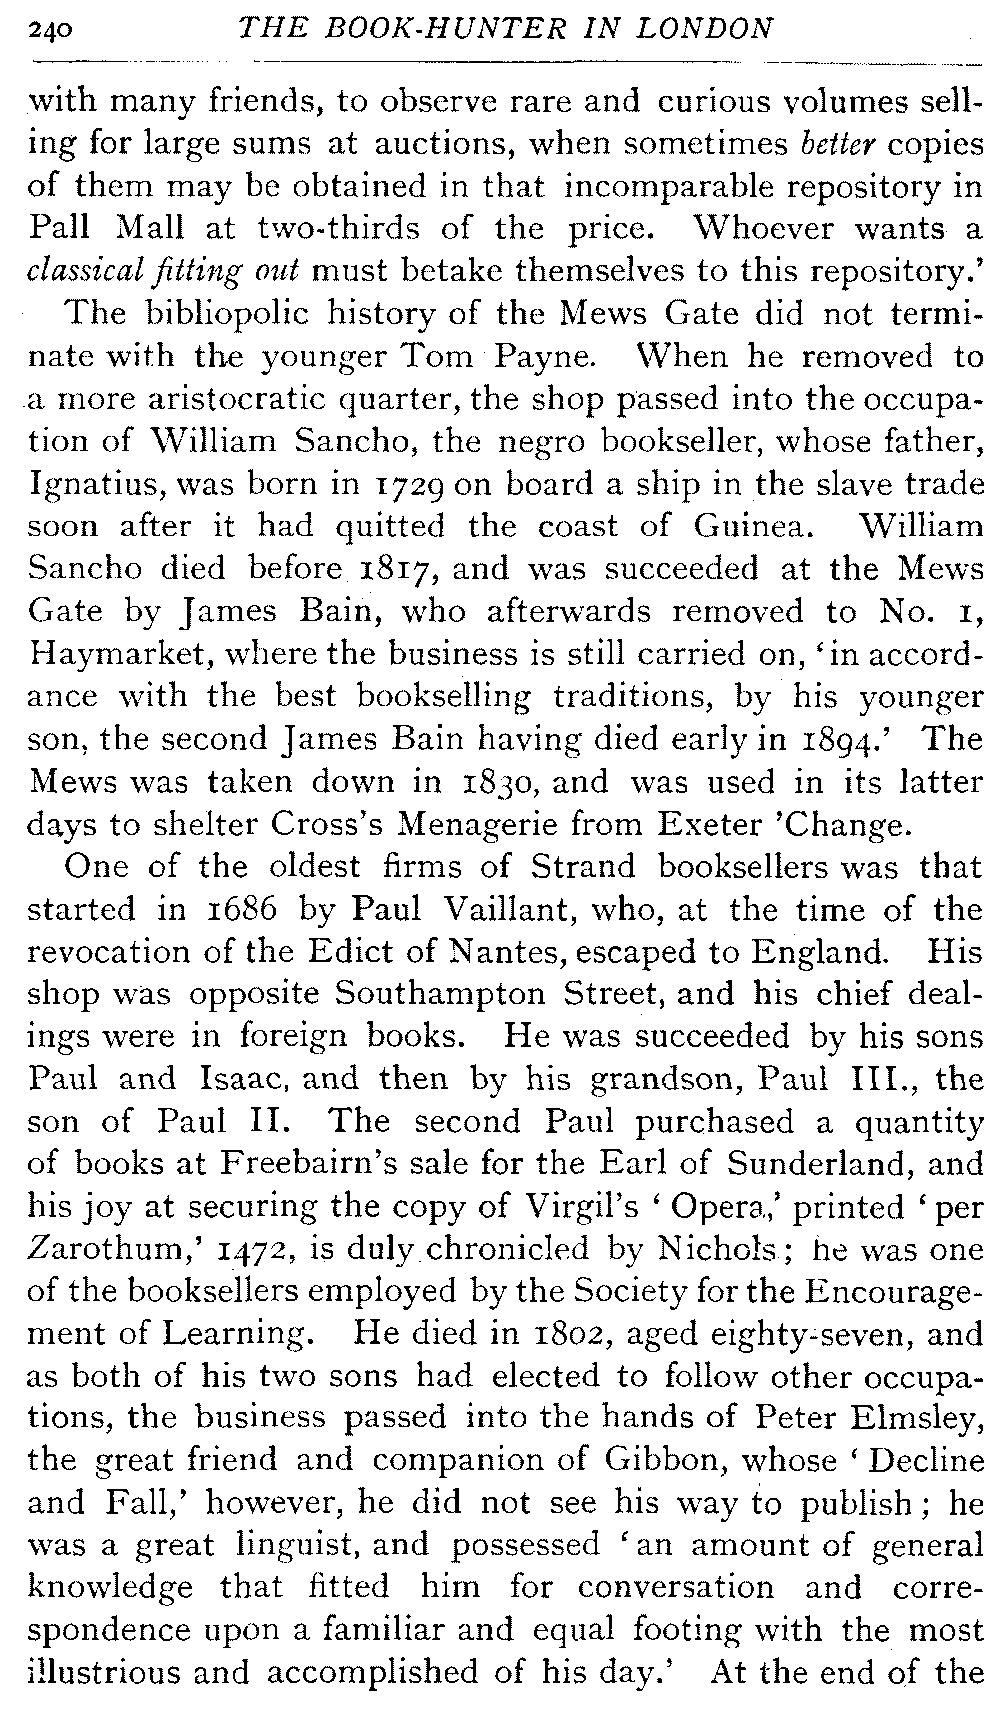 240 THE BOOK-HUNTER IN LONDON
with many friends, to observe rare and curious volumes sell-
ing for large sums at auctions, when sometimes better copies
of them may be obtained in that incomparable repository in
Pall Mall at two-thirds of the price. Whoever wants a
classical fitting out must betake themselves to this repository.’
The bibliopolic history of the Mews Gate did not termi-
nate with the younger Tom Payne. When he removed to
a more aristocratic quarter, the shop passed into the occupa-
tion of William Sancho, the negro bookseller, whose father,
Ignatius, was born in 1729 on board a ship in the slave trade
soon after it had quitted the coast of Guinea. William
Sancho died before 1817, and was succeeded at the Mews
Gate by James Bain, who afterwards removed to No. 1,
Haymarket, where the business is still carried on, ‘in accord-
ance with the best bookselling traditions, by his younger
son, the second James Bain having died early in 1894.’ The
Mews was taken down in 1830, and was used in its latter
days to shelter Cross’s Menagerie from Exeter ’Change.
One of the oldest firms of Strand booksellers was that
started in 1686 by Paul Vaillant, who, at the time of the
revocation of the Edict of Nantes, escaped to England. His
shop was opposite Southampton Street, and his chief deal-
ings were in foreign books. He was succeeded by his sons
Paul and Isaac, and then by his grandson, Paul III., the
son of Paul II. The second Paul purchased a quantity
of books at Freebairn’s sale for the Earl of Sunderland, and
his joy at securing the copy of Virgil’s ‘ Opera,’ printed ‘ per
Zarothum,’ 1472, is duly chronicled by Nichols ; he was one
of the booksellers employed by the Society for the Encourage-
ment of Learning. He died in 1802, aged eighty-seven, and
as both of his two sons had elected to follow other occupa-
tions, the business passed into the hands of Peter Elmsley,
the great friend and companion of Gibbon, whose ‘ Decline
and Fall,’ however, he did not see his way to publish ; he
was a great linguist, and possessed ‘ an amount of general
knowledge that fitted him for conversation and corre-
spondence upon a familiar and equal footing with the most
illustrious and accomplished of his day.’ At the end of the